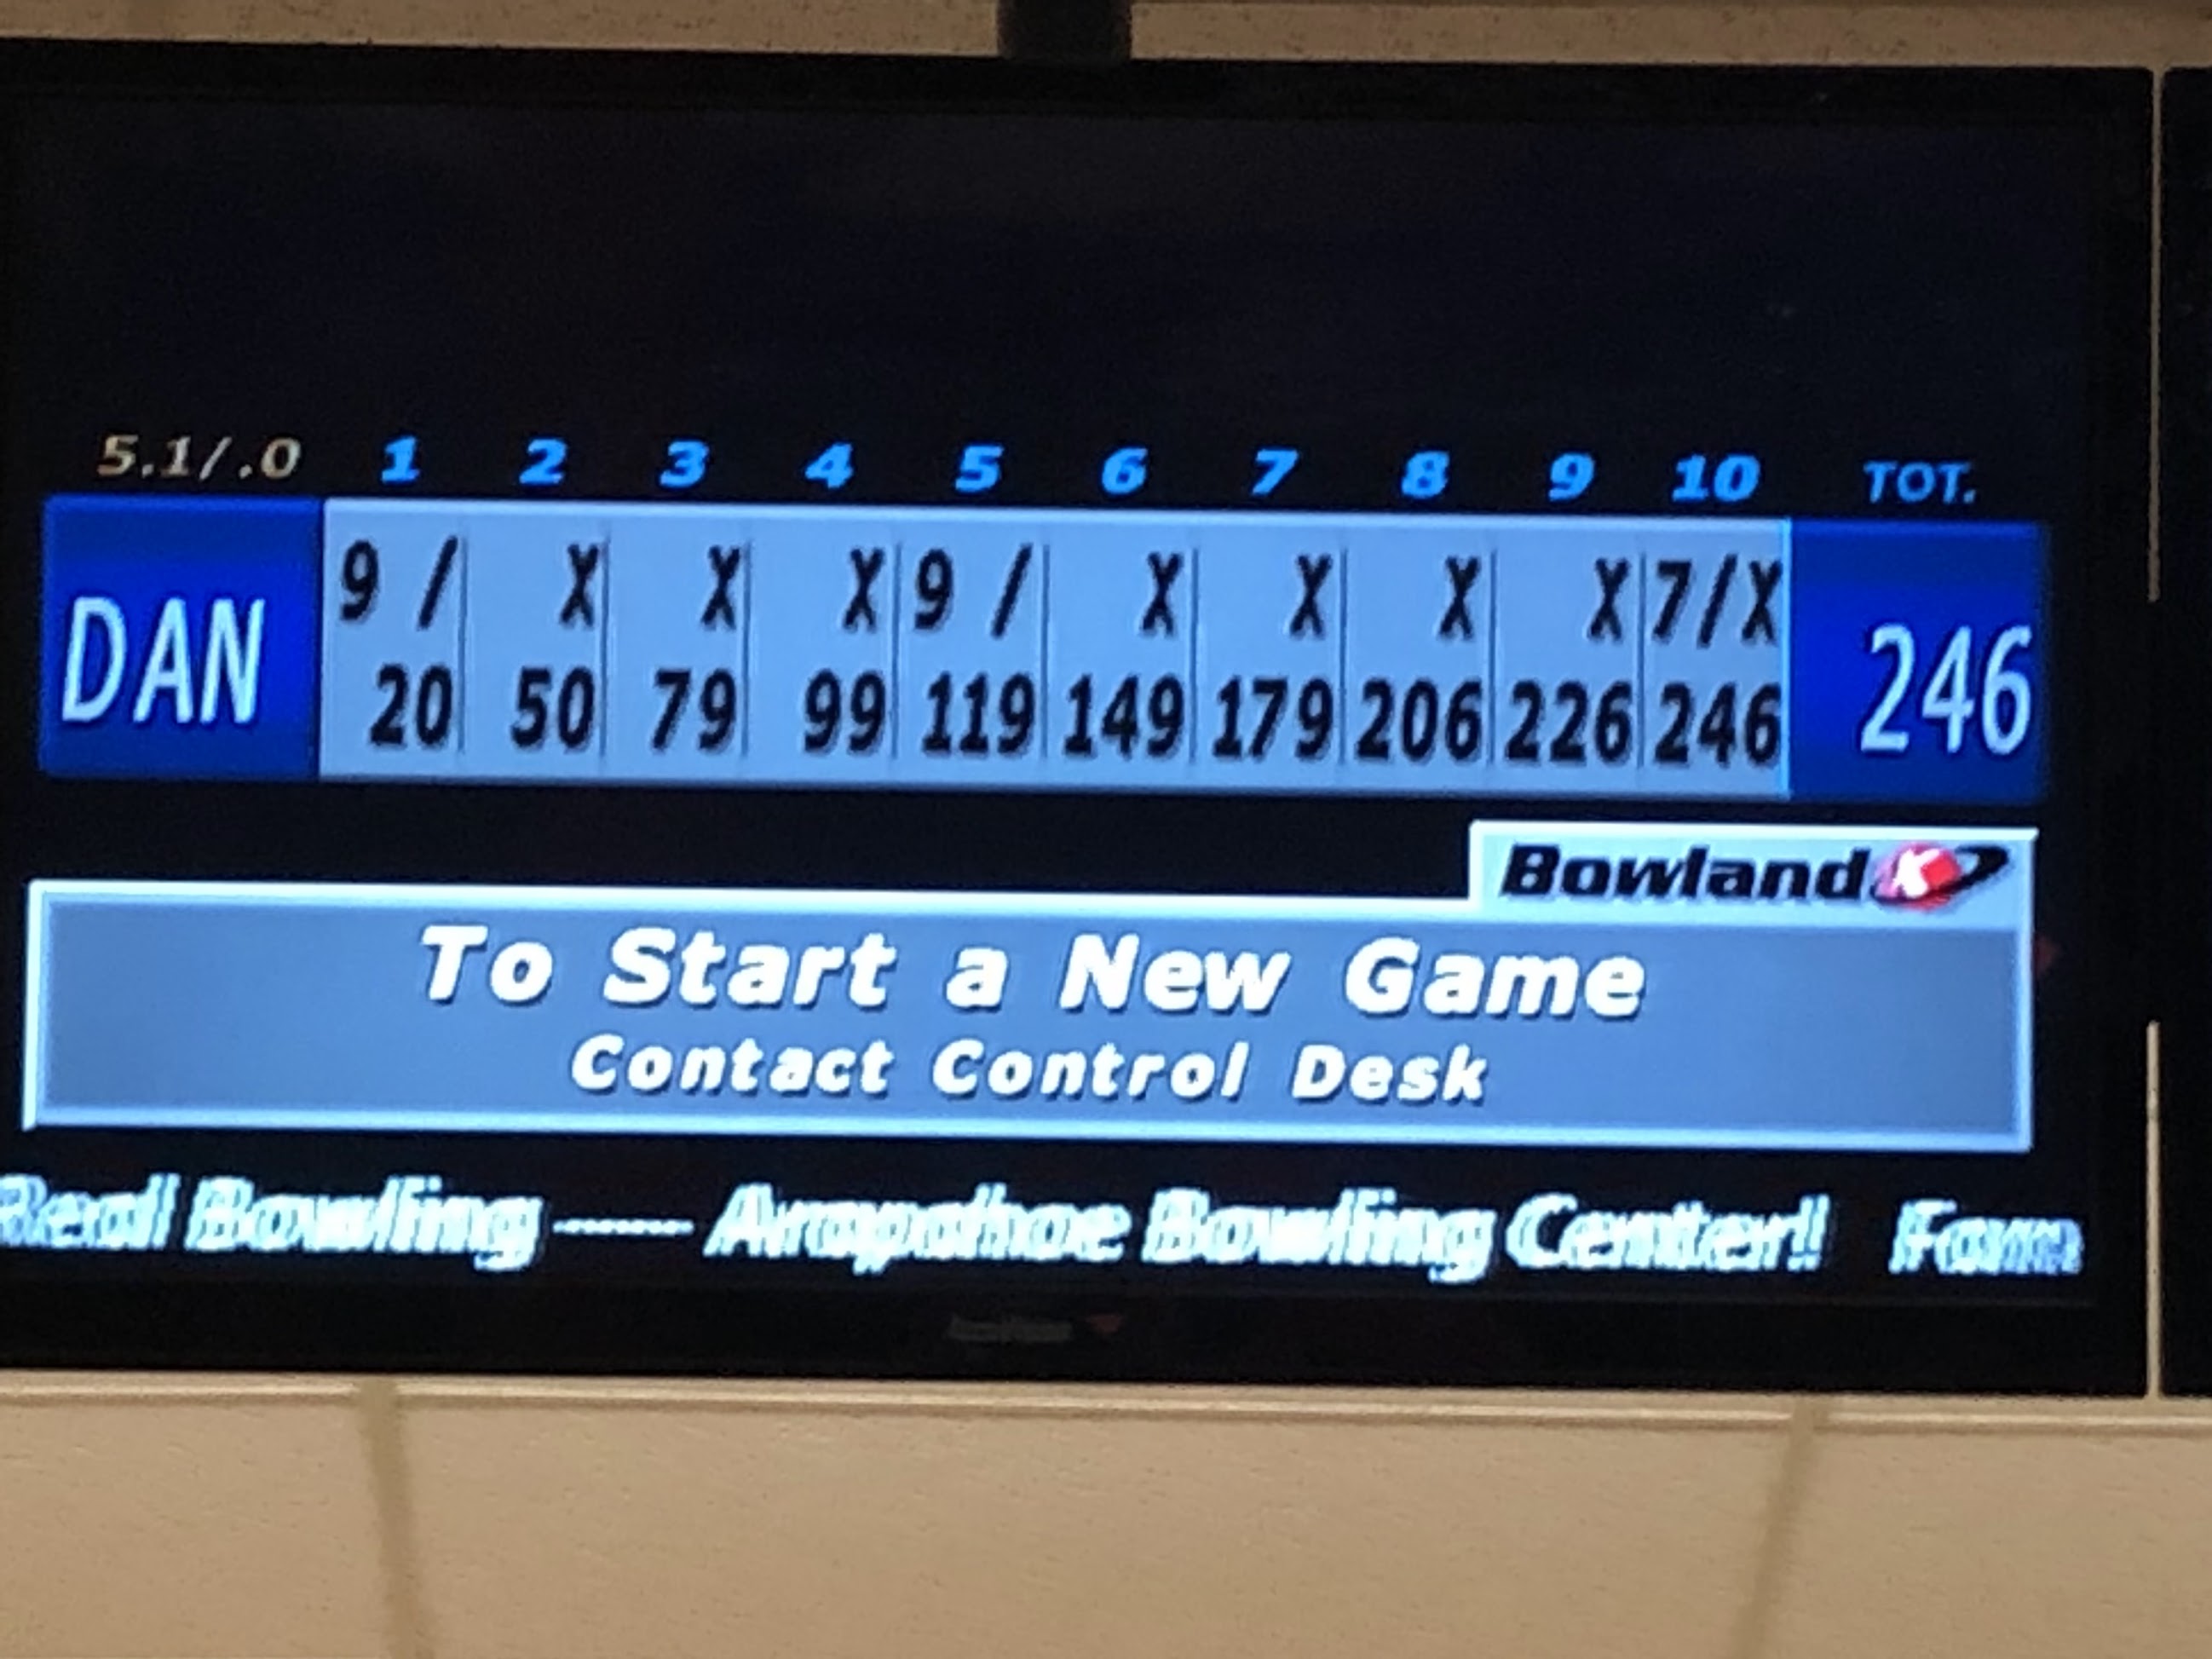 5.1/.0 1 2 3 4 5 6 7 8 9 10 TOT.
9 / X X X 9 / X X X X 7/X
DAN 20 50 79 99 119 149 179 206 226 246 246
BowlandX
To Start a New Game
Contact Control Desk
Real Bowling ---- Arapahoe Bowling Center!!